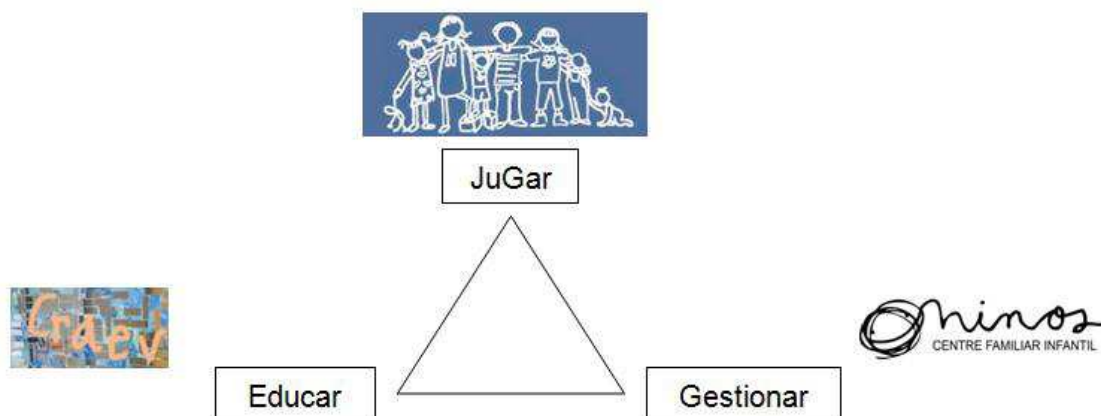 JuGar
Craev
ninos
CENTRE FAMILIAR INFANTIL
Educar
Gestionar